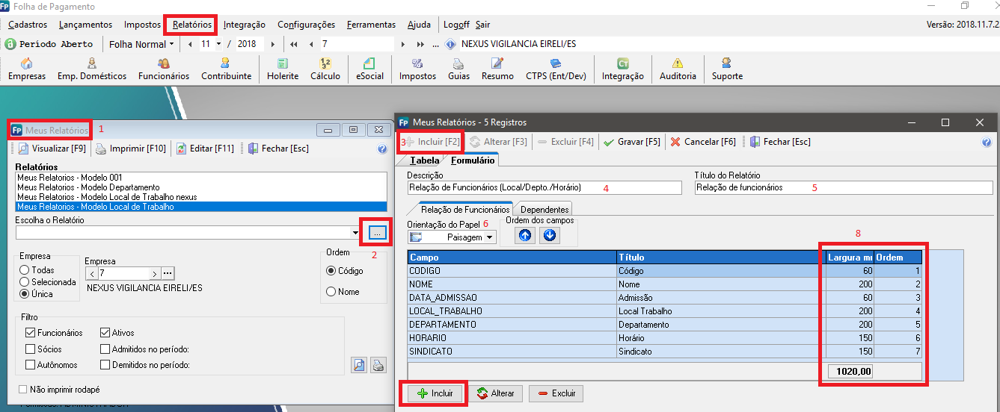 Fp Folha de Pagamento
Cadastros Lançamentos Impostos Relatórios Integração Configurações Ferramentas Ajuda Logoff Sair Versão: 2018.11.7.2
Período Aberto Folha Normal 11 / 2018 7 ... NEXUS VIGILANCIA EIRELI/ES
Empresas Emp. Domésticos Funcionários Contribuinte Holerite Cálculo eSocial Impostos Guias Resumo CTPS (Ent/Dev) Integração Auditoria Suporte
Fp Meus Relatórios 1
Visualizar [F9] Imprimir [F10] Editar [F11] Fechar [Esc]
Relatórios
Meus Relatorios - Modelo 001
Meus Relatorios - Modelo Departamento
Meus Relatorios - Modelo Local de Trabalho nexus
Meus Relatorios - Modelo Local de Trabalho
Escolha o Relatório
...
2
Empresa
Todas
Selecionada
Única
Empresa
7 ...
NEXUS VIGILANCIA EIRELI/ES
Ordem
Código
Nome
Filtro
Funcionários Ativos
Sócios Admitidos no período:
Autônomos Demitidos no período:
Não imprimir rodapé
Fp Meus Relatórios - 5 Registros
3 Incluir [F2] Alterar [F3] Excluir [F4] Gravar [F5] Cancelar [F6] Fechar [Esc]
Tabela Formulário
Descrição Título do Relatório
Relação de Funcionários (Local/Depto./Horário) 4 Relação de funcionários 5
Relação de Funcionários Dependentes
Orientação do Papel 6 Ordem dos campos
Paisagem
8
Campo Título Largura mi Ordem
CODIGO Código 60 1
NOME Nome 200 2
DATA_ADMISSAO Admissão 60 3
LOCAL_TRABALHO Local Trabalho 200 4
DEPARTAMENTO Departamento 200 5
HORARIO Horário 150 6
SINDICATO Sindicato 150 7
1020,00
Incluir Alterar Excluir